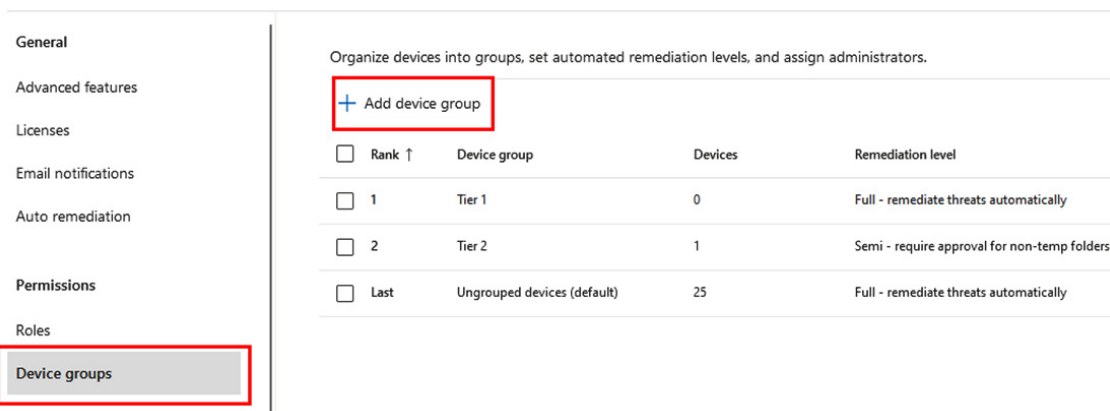 General
Advanced features
Licenses
Email notifications
Auto remediation
Permissions
Roles
Device groups
Organize devices into groups, set automated remediation levels, and assign administrators.
+ Add device group
Rank ↑ Device group Devices Remediation level
1 Tier 1 0 Full - remediate threats automatically
2 Tier 2 1 Semi - require approval for non-temp folders
Last Ungrouped devices (default) 25 Full - remediate threats automatically